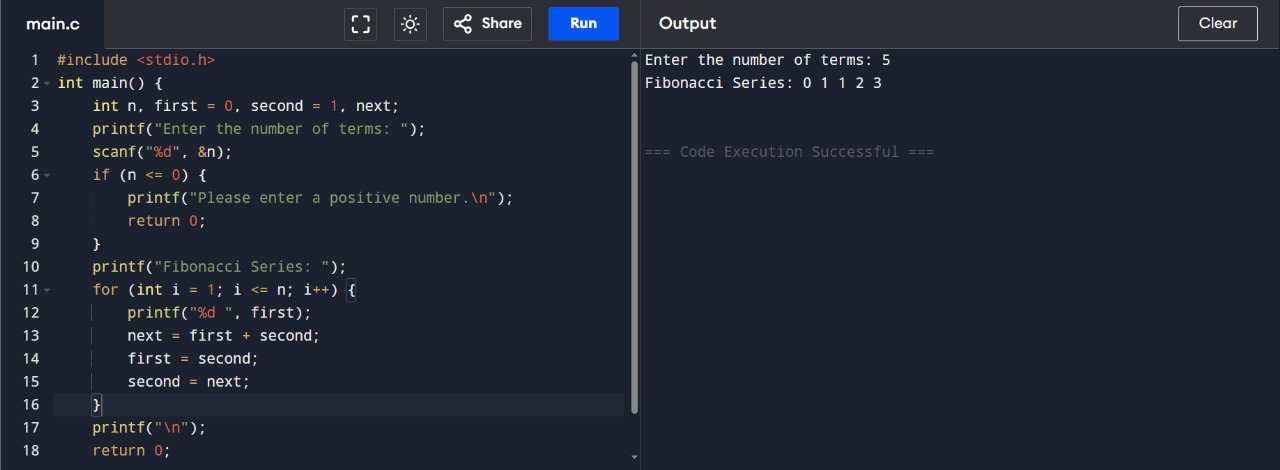 main.c
Share
Run
Output
Clear
1 #include <stdio.h>
2 int main() {
3     int n, first = 0, second = 1, next;
4     printf("Enter the number of terms: ");
5     scanf("%d", &n);
6     if (n <= 0) {
7         printf("Please enter a positive number.\n");
8         return 0;
9     }
10     printf("Fibonacci Series: ");
11     for (int i = 1; i <= n; i++) {
12         printf("%d ", first);
13         next = first + second;
14         first = second;
15         second = next;
16     }
17     printf("\n");
18     return 0;
Enter the number of terms: 5
Fibonacci Series: 0 1 1 2 3
=== Code Execution Successful ===